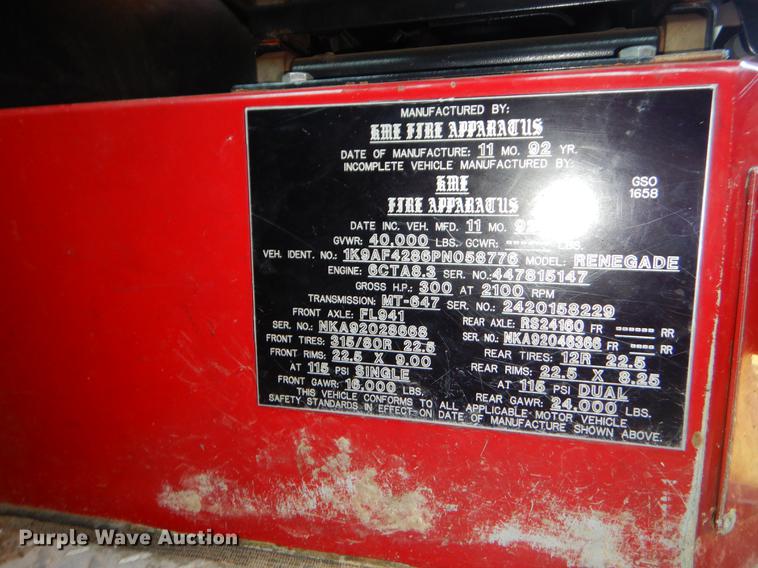 MANUFACTURED BY:
KME FIRE APPARATUS
DATE OF MANUFACTURE: 11 MO. 92 YR.
INCOMPLETE VEHICLE MANUFACTURED BY:
KME
GSO
1658
FIRE APPARATUS
DATE INC. VEH. MFD. 11 MO. 92
GVWR: 40,000 LBS. GCWR: ------ LBS.
VEH. IDENT. NO.: 1K9AF4286PN058776 MODEL: RENEGADE
ENGINE: 6CTA8.3 SER. NO.: 447815147
GROSS H.P.: 300 AT 2100 RPM
TRANSMISSION: MT-647 SER. NO.: 2420158229
FRONT AXLE: FL941 REAR AXLE: RS24160 FR ------ RR
SER. NO.: NKA92028668 SER. NO.: NKA92046366 FR ---- RR
FRONT TIRES: 315/80R 22.5 REAR TIRES: 12R 22.5
FRONT RIMS: 22.5 X 9.00 REAR RIMS: 22.5 X 8.25
AT 115 PSI SINGLE AT 115 PSI DUAL
FRONT GAWR: 16,000 LBS. REAR GAWR: 24,000 LBS.
THIS VEHICLE CONFORMS TO ALL APPLICABLE MOTOR VEHICLE
SAFETY STANDARDS IN EFFECT ON DATE OF MANUFACTURE SHOWN ABOVE.
Purple Wave Auction